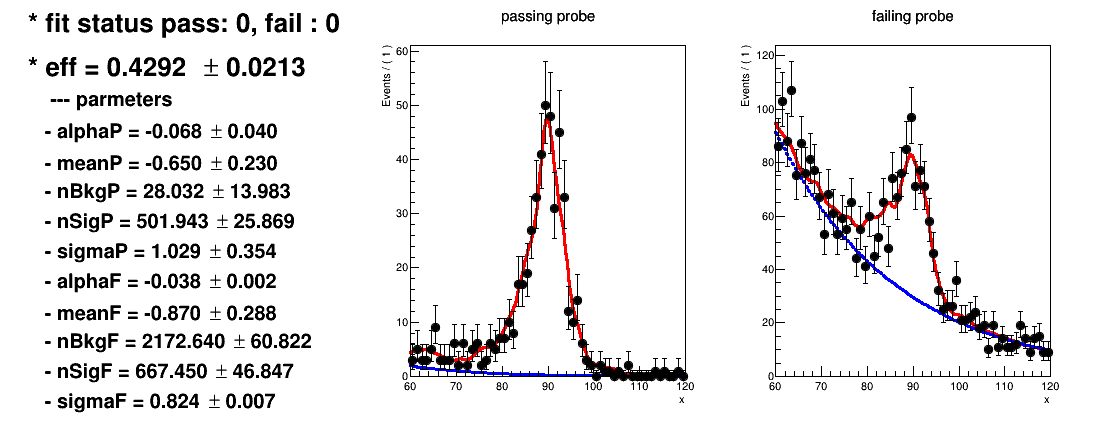 * fit status pass: 0, fail : 0
* eff = 0.4292 ± 0.0213
--- parmeters
- alphaP = -0.068 ± 0.040
- meanP = -0.650 ± 0.230
- nBkgP = 28.032 ± 13.983
- nSigP = 501.943 ± 25.869
- sigmaP = 1.029 ± 0.354
- alphaF = -0.038 ± 0.002
- meanF = -0.870 ± 0.288
- nBkgF = 2172.640 ± 60.822
- nSigF = 667.450 ± 46.847
- sigmaF = 0.824 ± 0.007
passing probe
Events / ( 1 )
60
50
40
30
20
10
0
60 70 80 90 100 110 120
x
failing probe
Events / ( 1 )
120
100
80
60
40
20
0
60 70 80 90 100 110 120
x